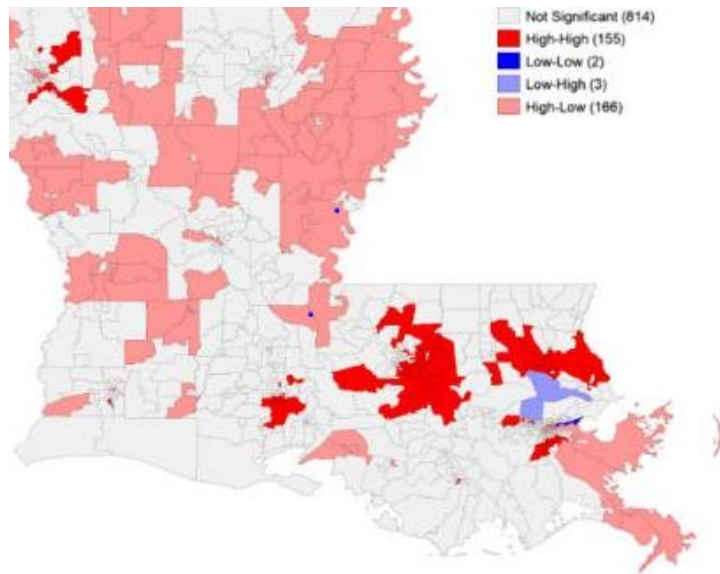 Not Significant (814)
High-High (155)
Low-Low (2)
Low-High (3)
High-Low (166)